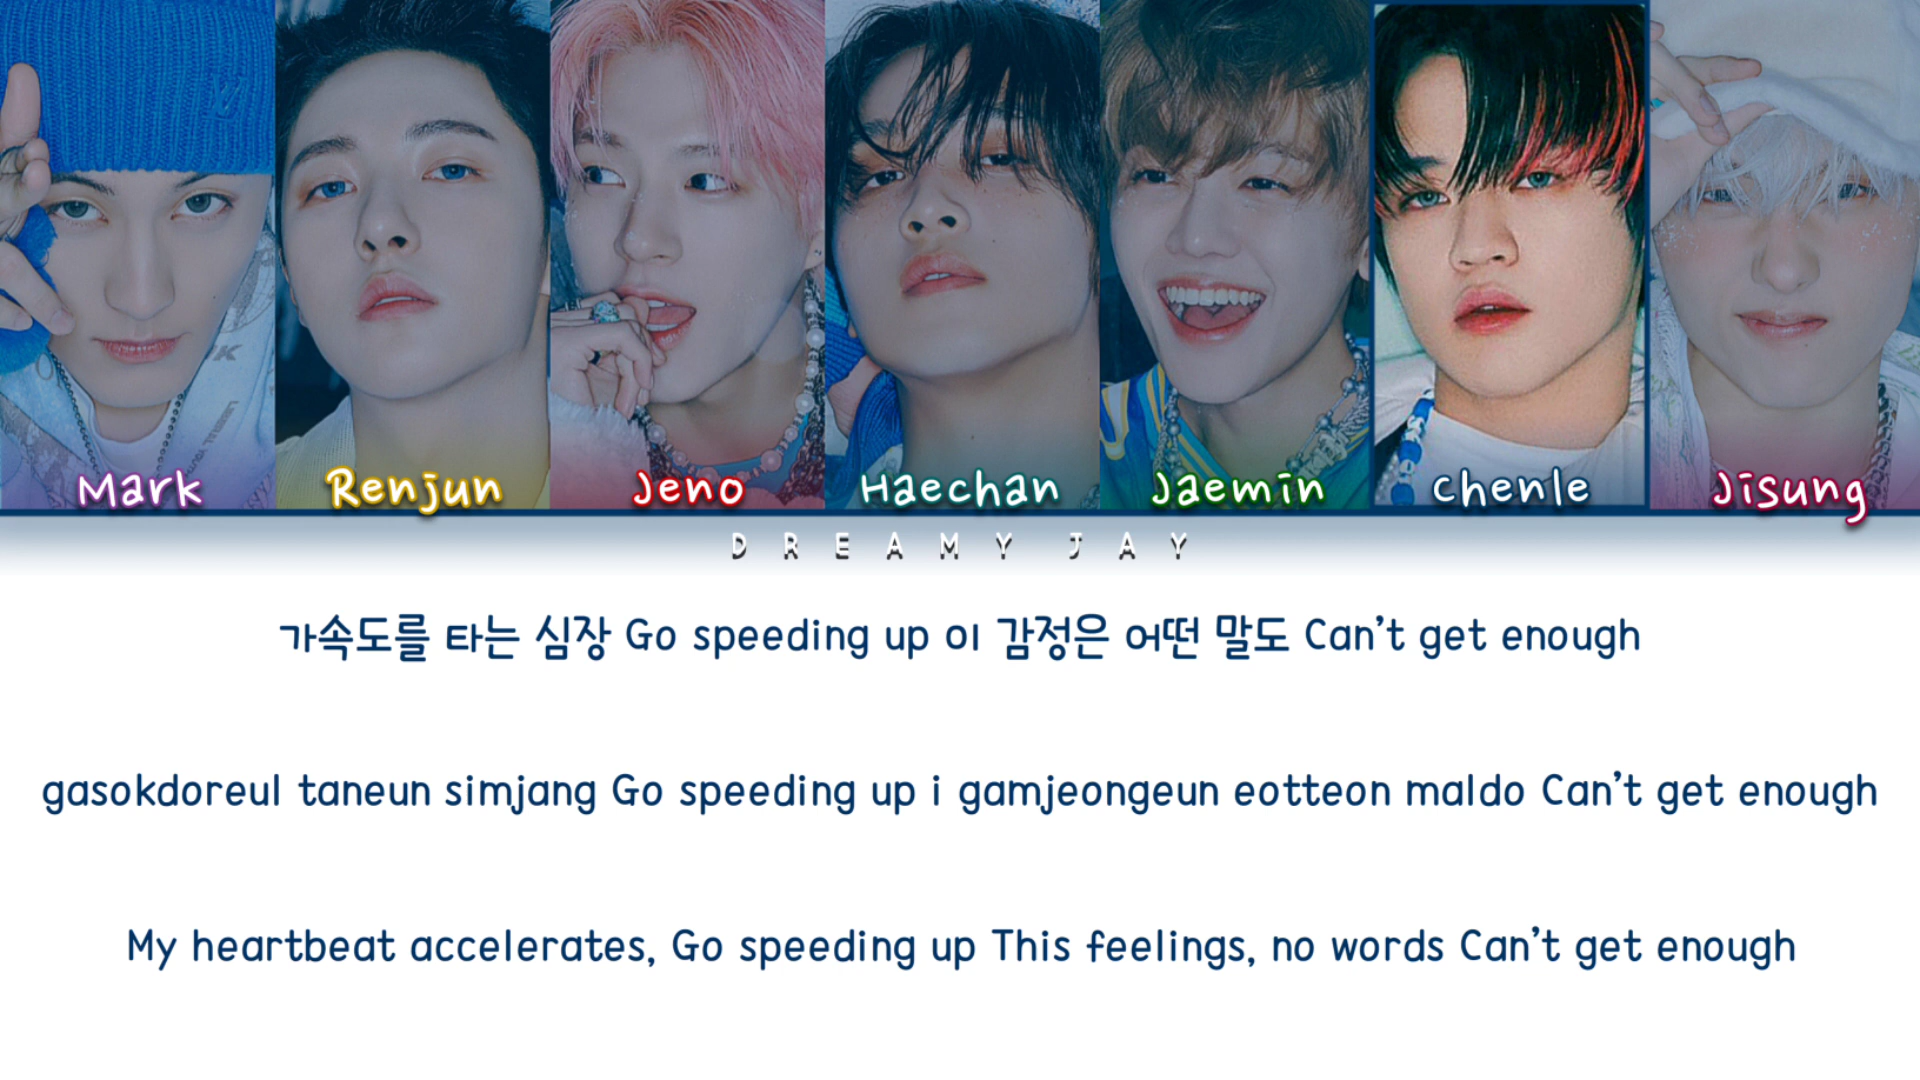 Mark Renjun Jeno Haechan Jaemin Chenle Jisung
DREAMY JAY
가속도를 타는 심장 Go speeding up 이 감정은 어떤 말도 Can't get enough
gasokdoreul taneun simjang Go speeding up i gamjeongeun eotteon maldo Can't get enough
My heartbeat accelerates, Go speeding up This feelings, no words Can't get enough